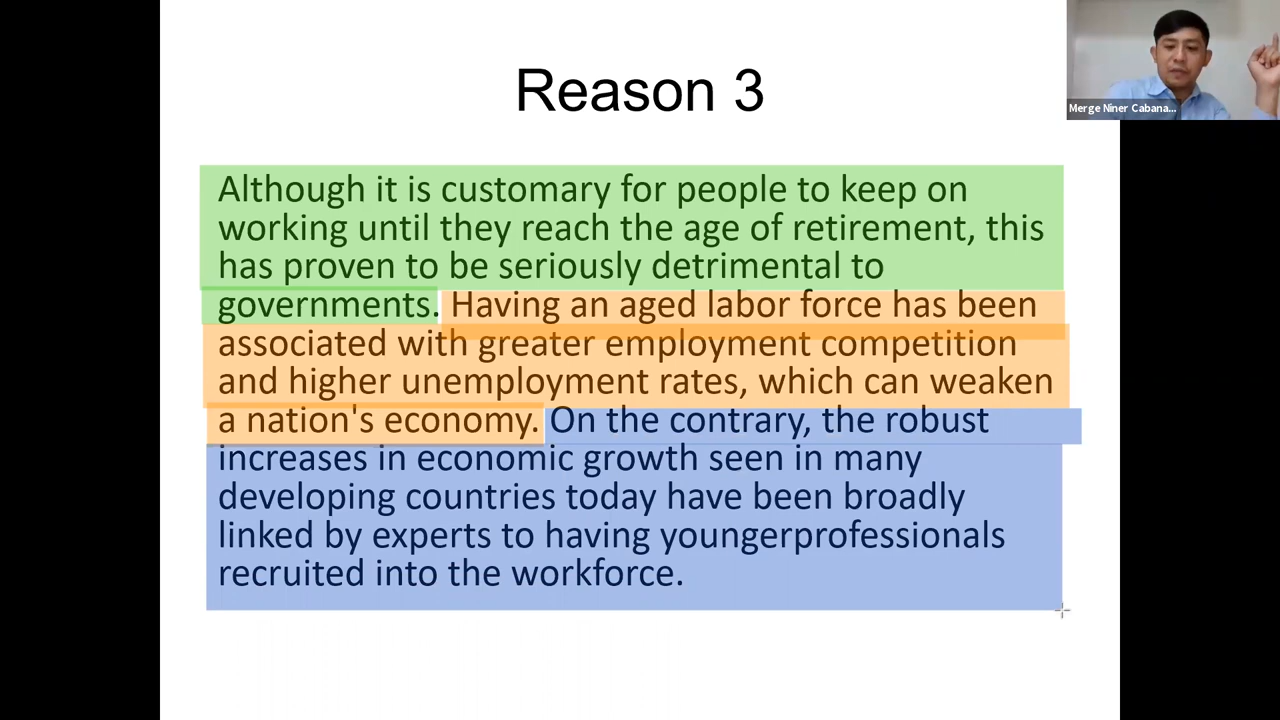 Reason 3
Merge Niner Cabana...
Although it is customary for people to keep on
working until they reach the age of retirement, this
has proven to be seriously detrimental to
governments. Having an aged labor force has been
associated with greater employment competition
and higher unemployment rates, which can weaken
a nation's economy. On the contrary, the robust
increases in economic growth seen in many
developing countries today have been broadly
linked by experts to having youngerprofessionals
recruited into the workforce.